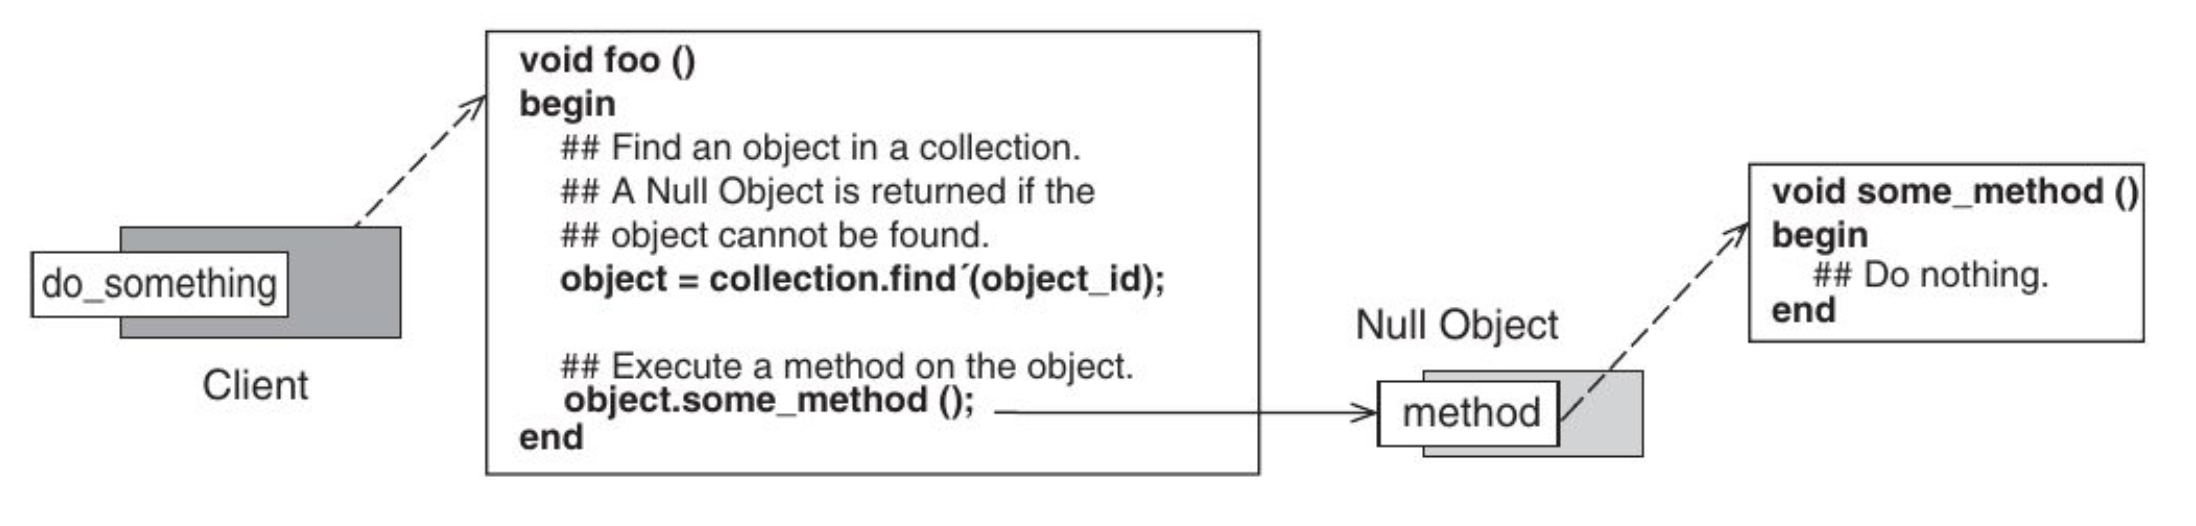 do_something
Client
void foo ()
begin
## Find an object in a collection.
## A Null Object is returned if the
## object cannot be found.
object = collection.find´(object_id);
## Execute a method on the object.
object.some_method ();
end
Null Object
method
void some_method ()
begin
## Do nothing.
end